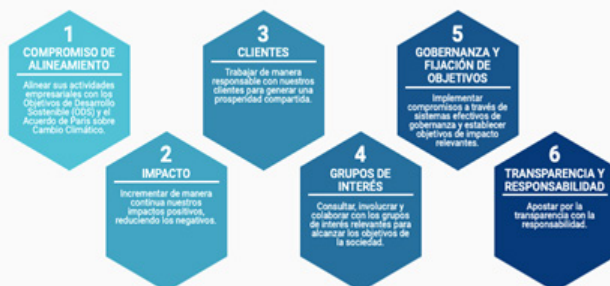 1
COMPROMISO DE
ALINEAMIENTO
Alinear sus actividades
empresariales con los
Objetivos de Desarrollo
Sostenible (ODS) y el
Acuerdo de París sobre
Cambio Climático.
2
IMPACTO
Incrementar de manera
continua nuestros
impactos positivos,
reduciendo los negativos.
3
CLIENTES
Trabajar de manera
responsable con nuestros
clientes para generar una
prosperidad compartida.
4
GRUPOS DE
INTERÉS
Consultar, involucrar y
colaborar con los grupos
de interés relevantes para
alcanzar los objetivos de
la sociedad.
5
GOBERNANZA Y
FIJACIÓN DE
OBJETIVOS
Implementar
compromisos a través de
sistemas efectivos de
gobernanza y establecer
objetivos de impacto
relevantes.
6
TRANSPARENCIA Y
RESPONSABILIDAD
Apostar por la
transparencia con la
responsabilidad.